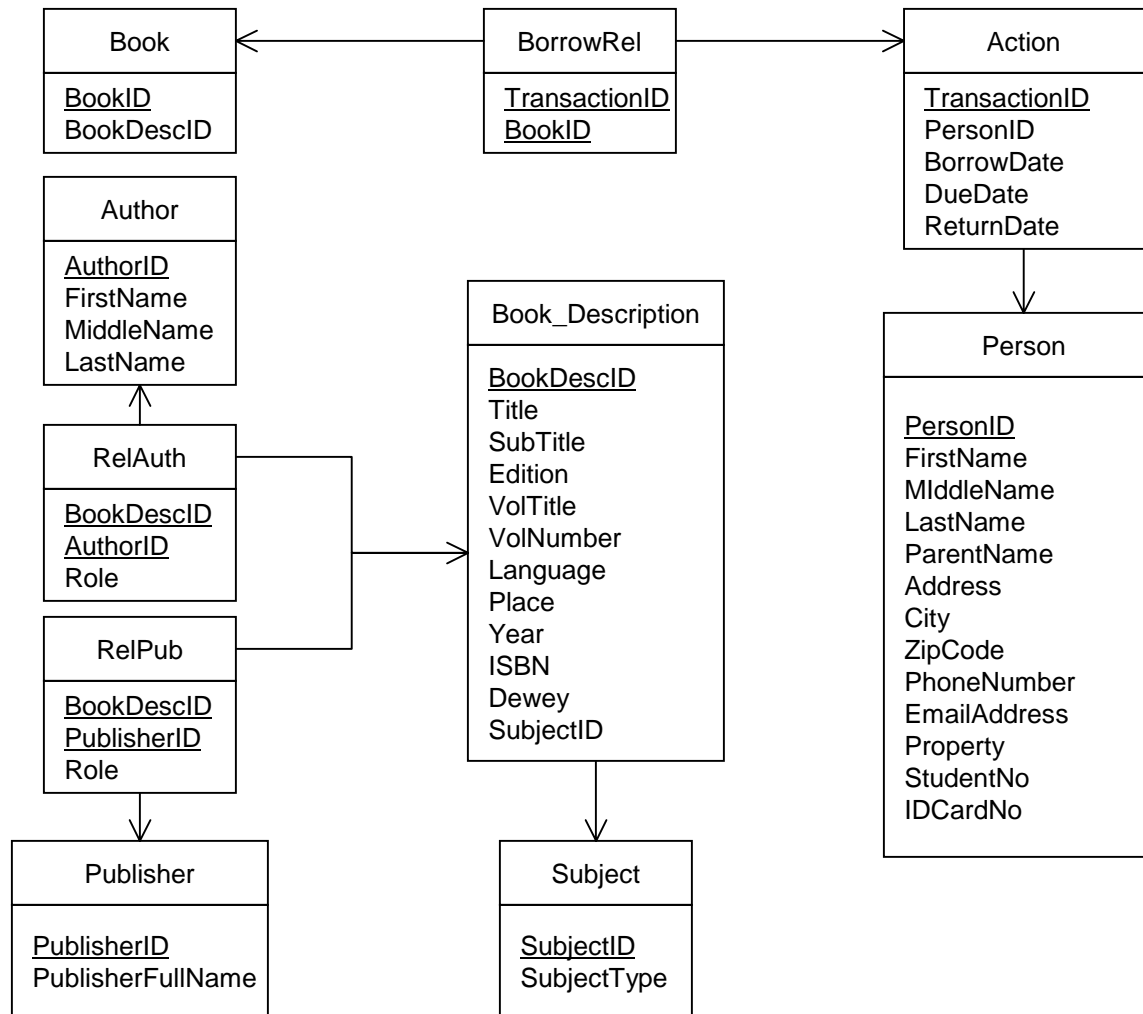 Book
BookID
BookDescID
BorrowRel
TransactionID
BookID
Action
TransactionID
PersonID
BorrowDate
DueDate
ReturnDate
Author
AuthorID
FirstName
MiddleName
LastName
RelAuth
BookDescID
AuthorID
Role
RelPub
BookDescID
PublisherID
Role
Publisher
PublisherID
PublisherFullName
Book_Description
BookDescID
Title
SubTitle
Edition
VolTitle
VolNumber
Language
Place
Year
ISBN
Dewey
SubjectID
Subject
SubjectID
SubjectType
Person
PersonID
FirstName
MIddleName
LastName
ParentName
Address
City
ZipCode
PhoneNumber
EmailAddress
Property
StudentNo
IDCardNo